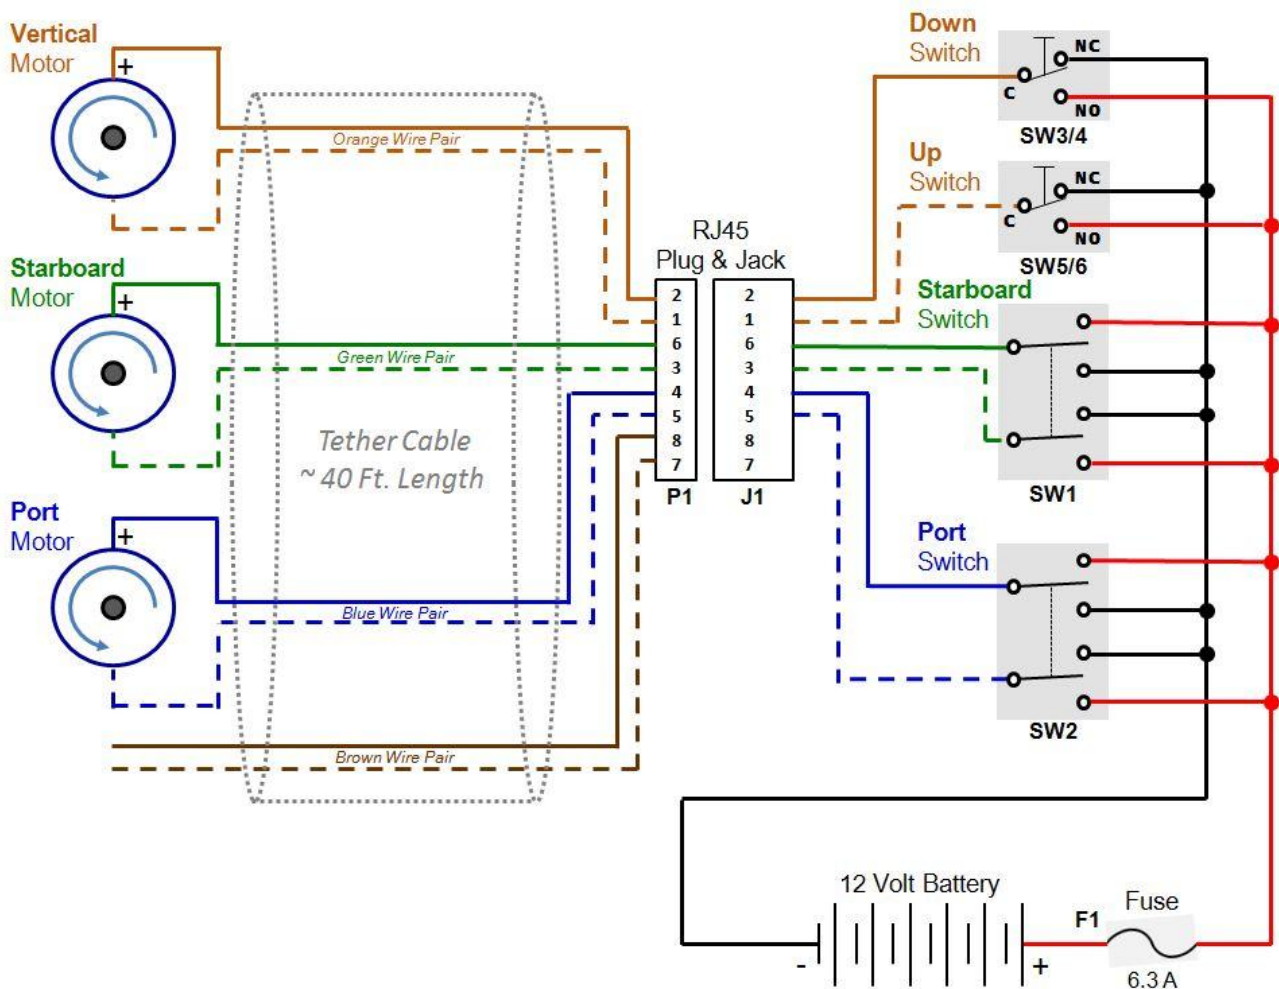 Vertical
Motor
+
Orange Wire Pair
Starboard
Motor
+
Green Wire Pair
Port
Motor
+
Blue Wire Pair
Brown Wire Pair
Tether Cable
~ 40 Ft. Length
RJ45
Plug & Jack
2 2
1 1
6 6
3 3
4 4
5 5
8 8
7 7
P1 J1
Down
Switch
NC
C
NO
SW3/4
Up
Switch
NC
C
NO
SW5/6
Starboard
Switch
SW1
Port
Switch
SW2
12 Volt Battery
- +
F1
Fuse
6.3 A